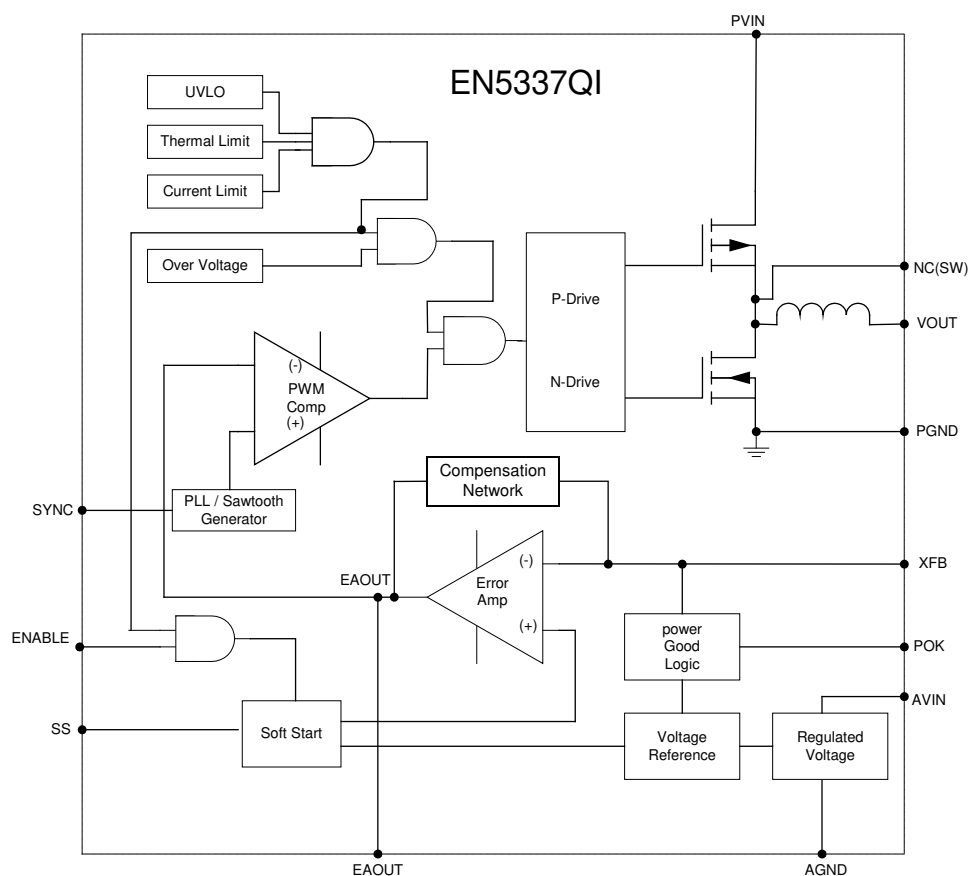 PVIN
EN5337QI
UVLO
Thermal Limit
Current Limit
Over Voltage
P-Drive
N-Drive
NC(SW)
VOUT
PGND
(-)
PWM
Comp
(+)
Compensation
Network
PLL / Sawtooth
Generator
SYNC
XFB
EAOUT
(-)
Error
Amp
(+)
ENABLE
power
Good
Logic
POK
AVIN
SS
Soft Start
Voltage
Reference
Regulated
Voltage
EAOUT
AGND